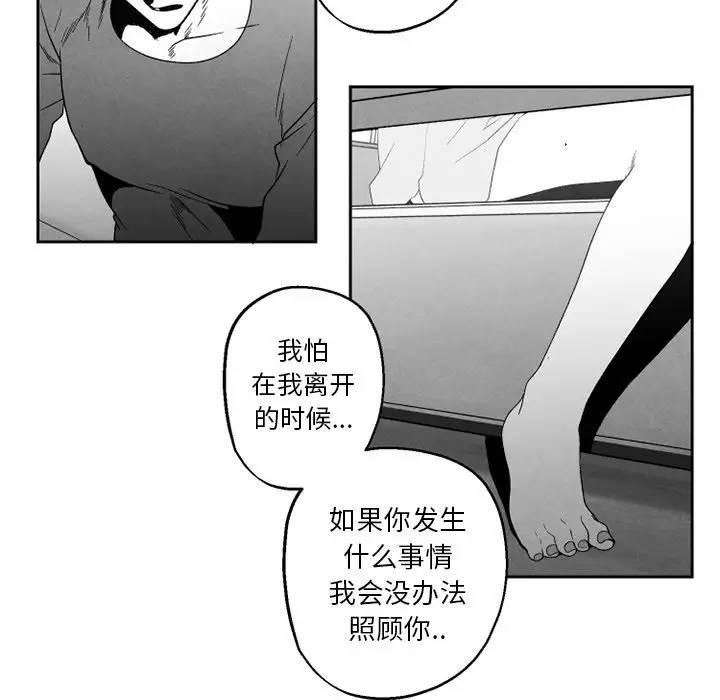 我怕
在我离开
的时候...
如果你发生
什么事情
我会没办法
照顾你..